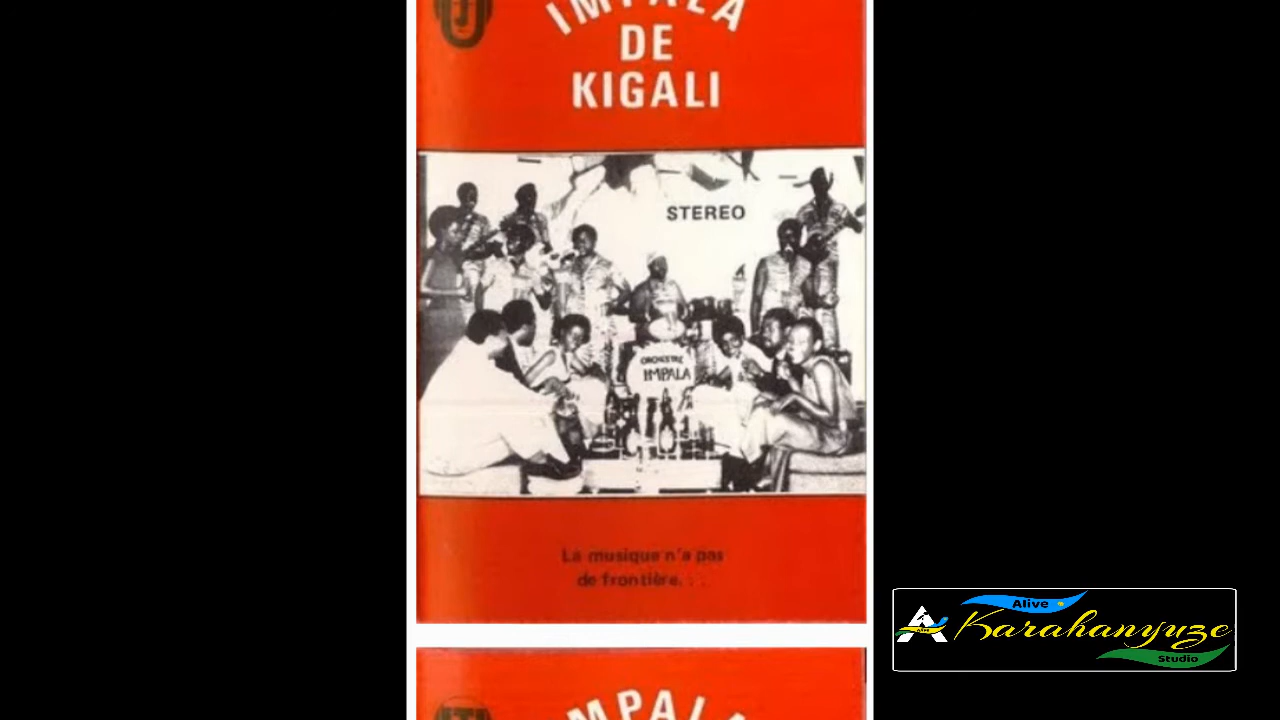 IMPALA
DE
KIGALI
STEREO
ORCHESTRE
IMPALA
La musique n'a pas
de frontière. . .
Alive
Karahanyuze
Studio
IMPALA